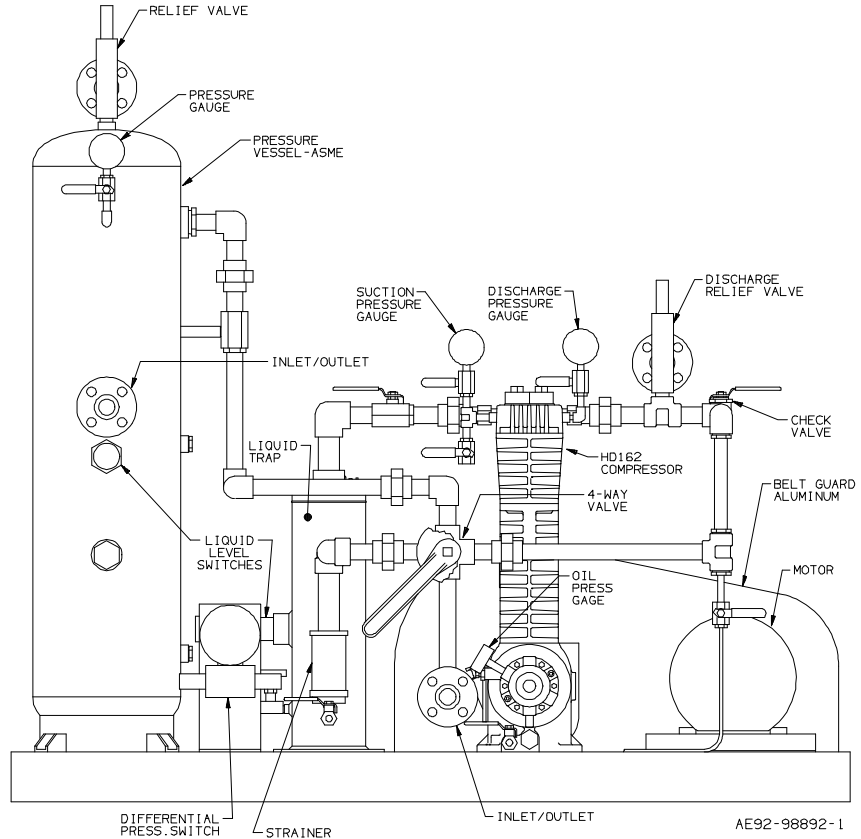 RELIEF VALVE
PRESSURE
GAUGE
PRESSURE
VESSEL-ASME
SUCTION
PRESSURE
GAUGE
DISCHARGE
PRESSURE
GAUGE
DISCHARGE
RELIEF VALVE
INLET/OUTLET
CHECK
VALVE
LIQUID
TRAP
HD162
COMPRESSOR
BELT GUARD
ALUMINUM
4-WAY
VALVE
LIQUID
LEVEL
SWITCHES
OIL
PRESS
GAGE
MOTOR
DIFFERENTIAL
PRESS.SWITCH
STRAINER
INLET/OUTLET
AE92-98892-1